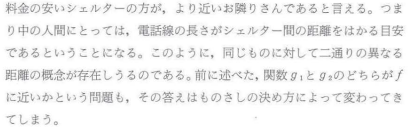 料金の安いシェルターの方が，より近いお隣りさんであると言える。つま
り中の人間にとっては，電話線の長さがシェルター間の距離をはかる目安
であるということになる。このように，同じものに対して二通りの異なる
距離の概念が存在しうるのである。前に述べた，関数g₁とg₂のどちらがf
に近いかという問題も，その答えはものさしの決め方によって変わってき
てしまう。